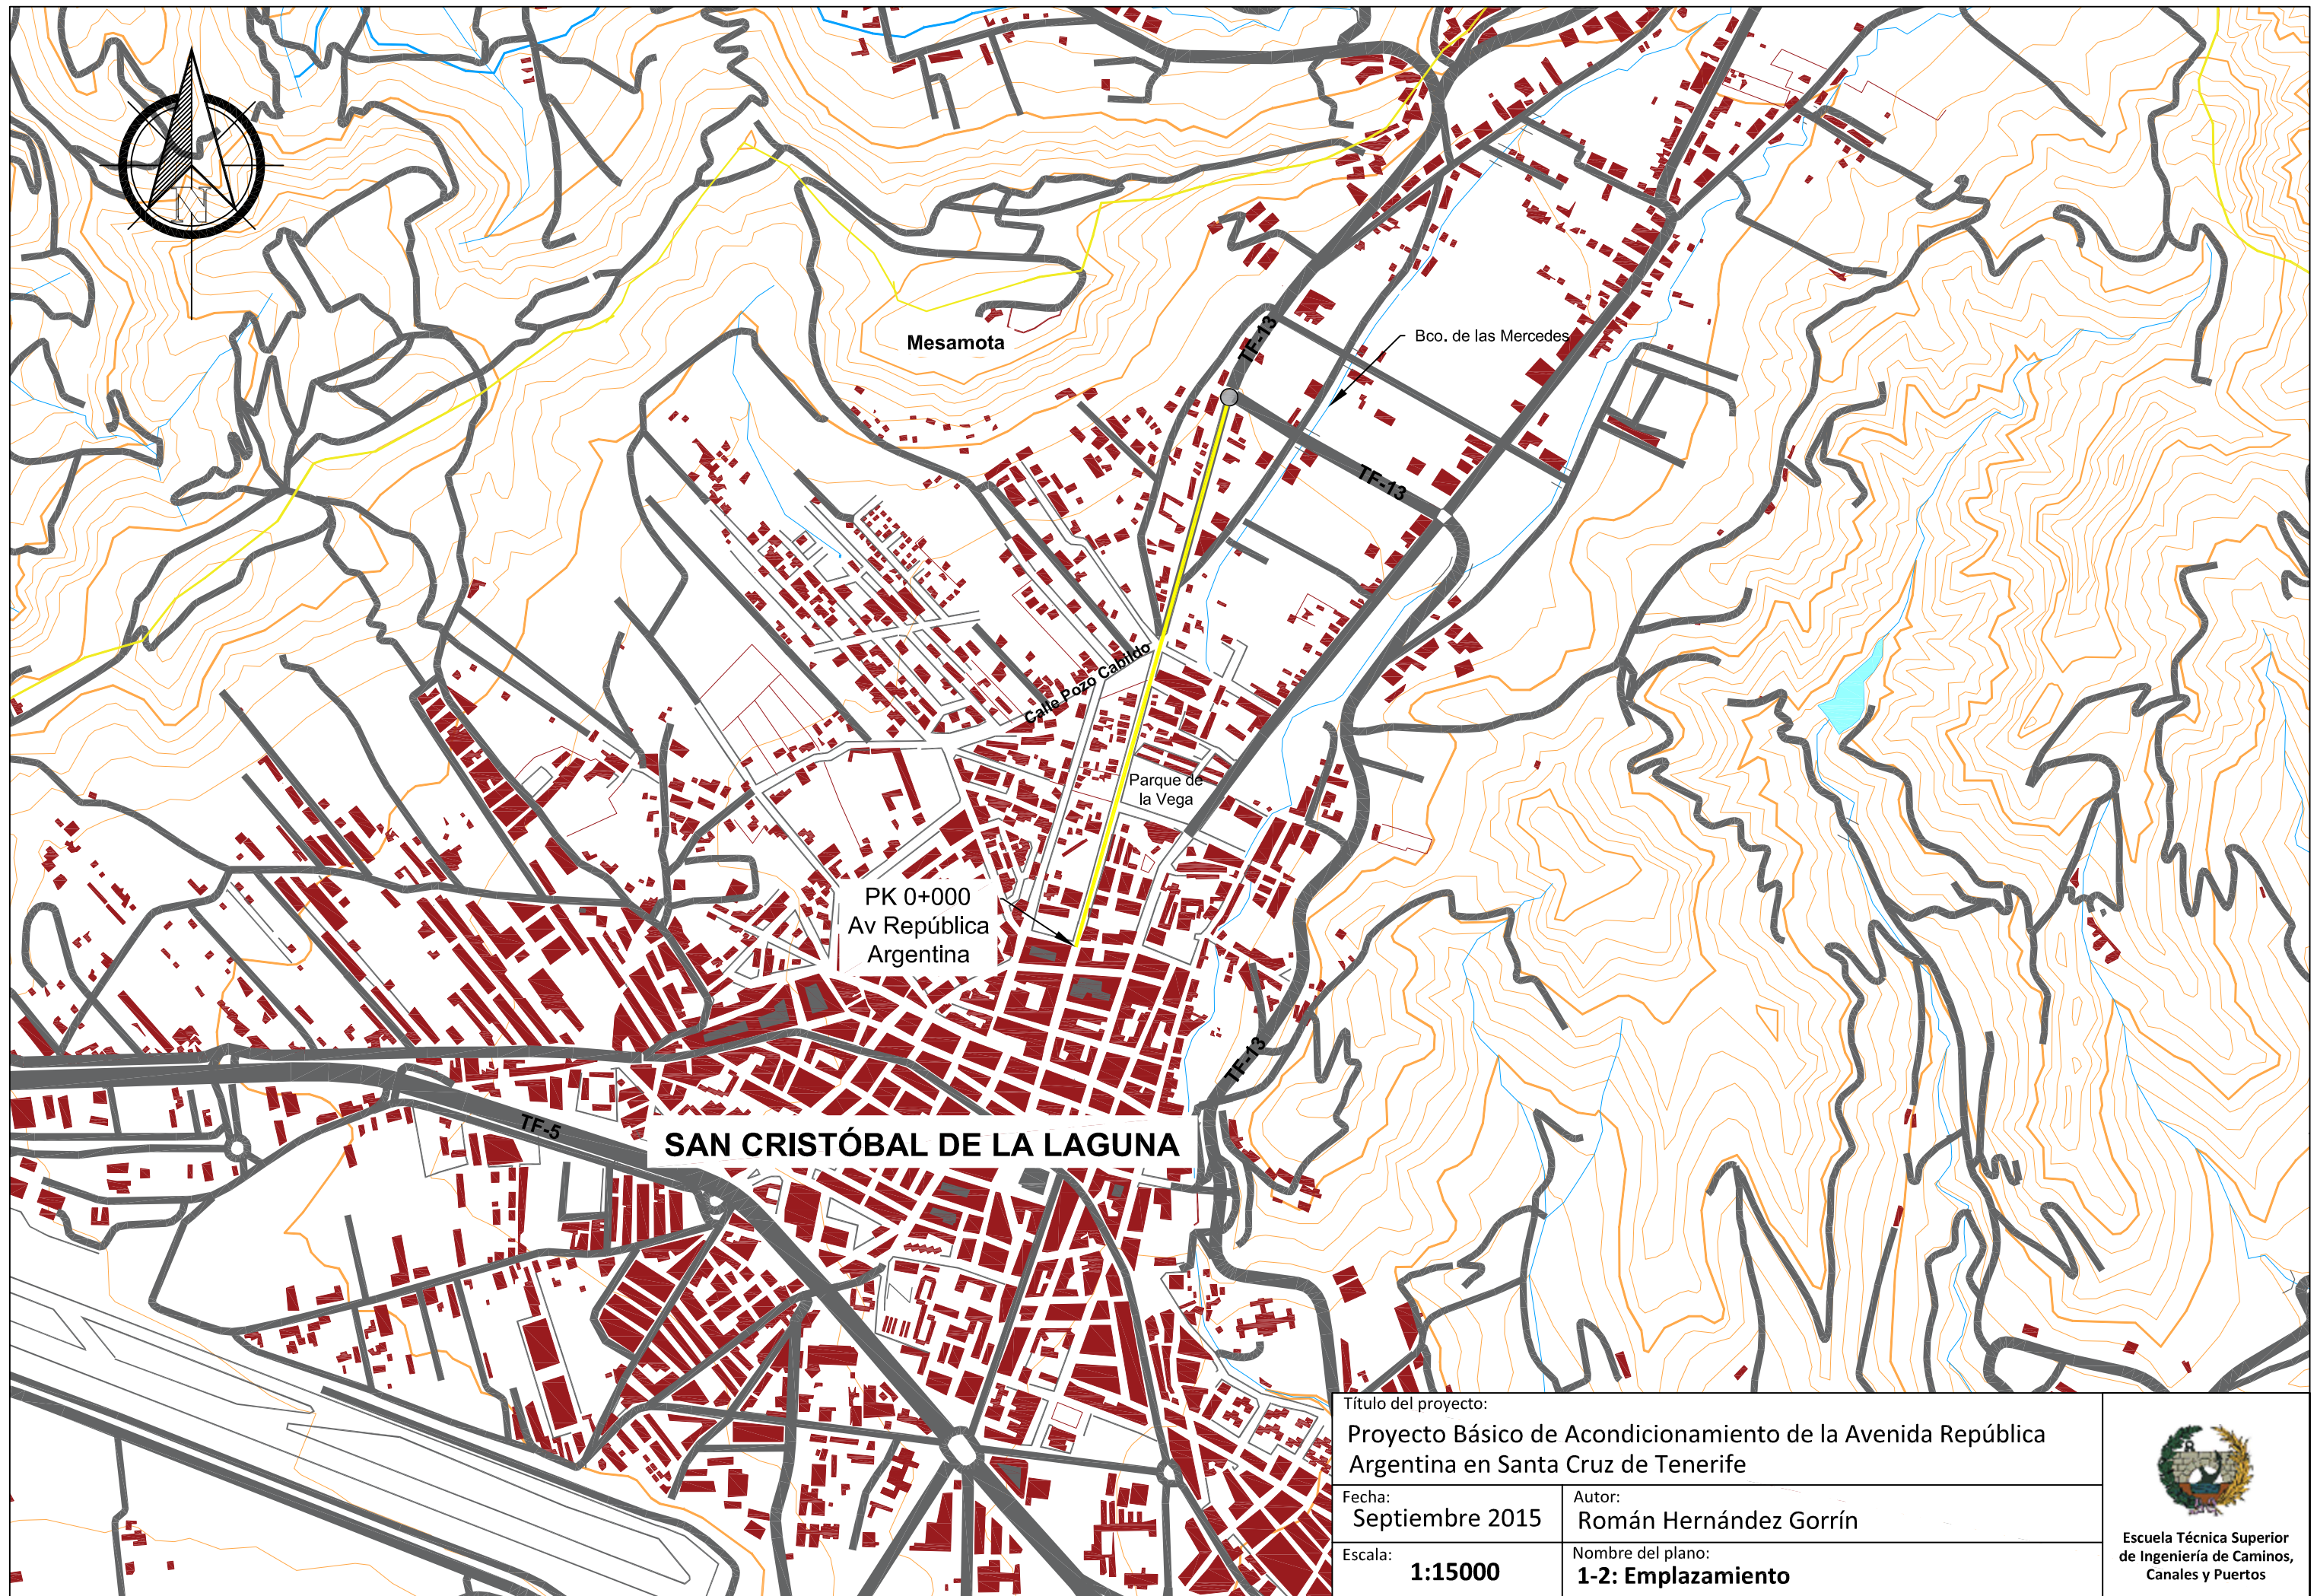 N
Mesamota
TF-13
Bco. de las Mercedes
TF-13
Calle Pozo Cabildo
Parque de
la Vega
PK 0+000
Av República
Argentina
TF-13
TF-5
SAN CRISTÓBAL DE LA LAGUNA
Título del proyecto:
Proyecto Básico de Acondicionamiento de la Avenida República
Argentina en Santa Cruz de Tenerife
Fecha:
Septiembre 2015
Autor:
Román Hernández Gorrín
Escala:
1:15000
Nombre del plano:
1-2: Emplazamiento
Escuela Técnica Superior
de Ingeniería de Caminos,
Canales y Puertos